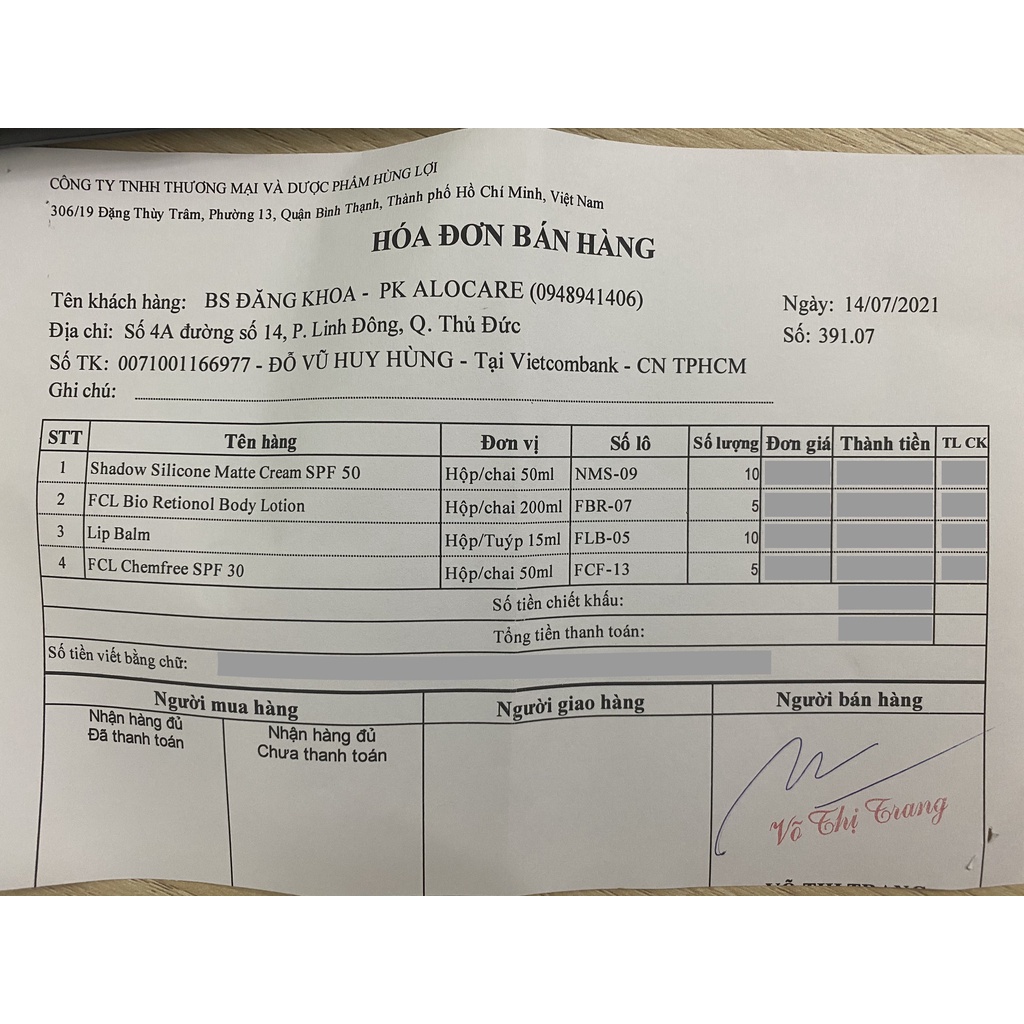 CÔNG TY TNHH THƯƠNG MẠI VÀ DƯỢC PHẨM HÙNG LỢI
306/19 Đặng Thùy Trâm, Phường 13, Quận Bình Thạnh, Thành phố Hồ Chí Minh, Việt Nam
HÓA ĐƠN BÁN HÀNG
Tên khách hàng: BS ĐĂNG KHOA - PK ALOCARE (0948941406) Ngày: 14/07/2021
Địa chỉ: Số 4A đường số 14, P. Linh Đông, Q. Thủ Đức Số: 391.07
Số TK: 0071001166977 - ĐỖ VŨ HUY HÙNG - Tại Vietcombank - CN TPHCM
Ghi chú:
STT Tên hàng Đơn vị Số lô Số lượng Đơn giá Thành tiền TL CK
1 Shadow Silicone Matte Cream SPF 50 Hộp/chai 50ml NMS-09 10
2 FCL Bio Retionol Body Lotion Hộp/chai 200ml FBR-07 5
3 Lip Balm Hộp/Tuýp 15ml FLB-05 10
4 FCL Chemfree SPF 30 Hộp/chai 50ml FCF-13 5
Số tiền chiết khấu:
Tổng tiền thanh toán:
Số tiền viết bằng chữ:
Người mua hàng Người giao hàng Người bán hàng
Nhận hàng đủ Nhận hàng đủ
Đã thanh toán Chưa thanh toán
Võ Thị Trang
VÕ THỊ TRANG